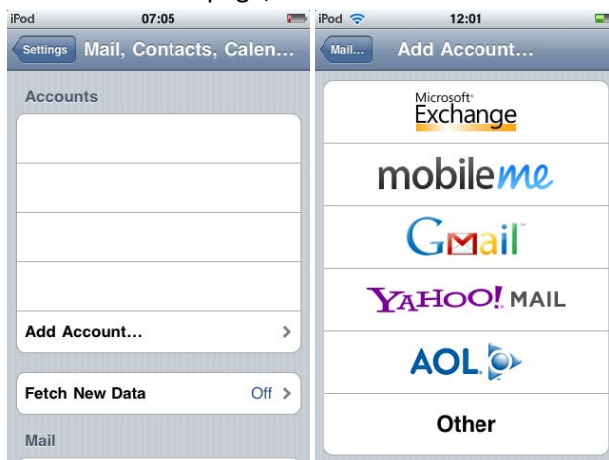 iPod 07:05
Settings Mail, Contacts, Calen...
Accounts
Add Account...
Fetch New Data Off
Mail
iPod 12:01
Mail... Add Account...
Microsoft
Exchange
mobileme
Gmail
YAHOO! MAIL
AOL
Other